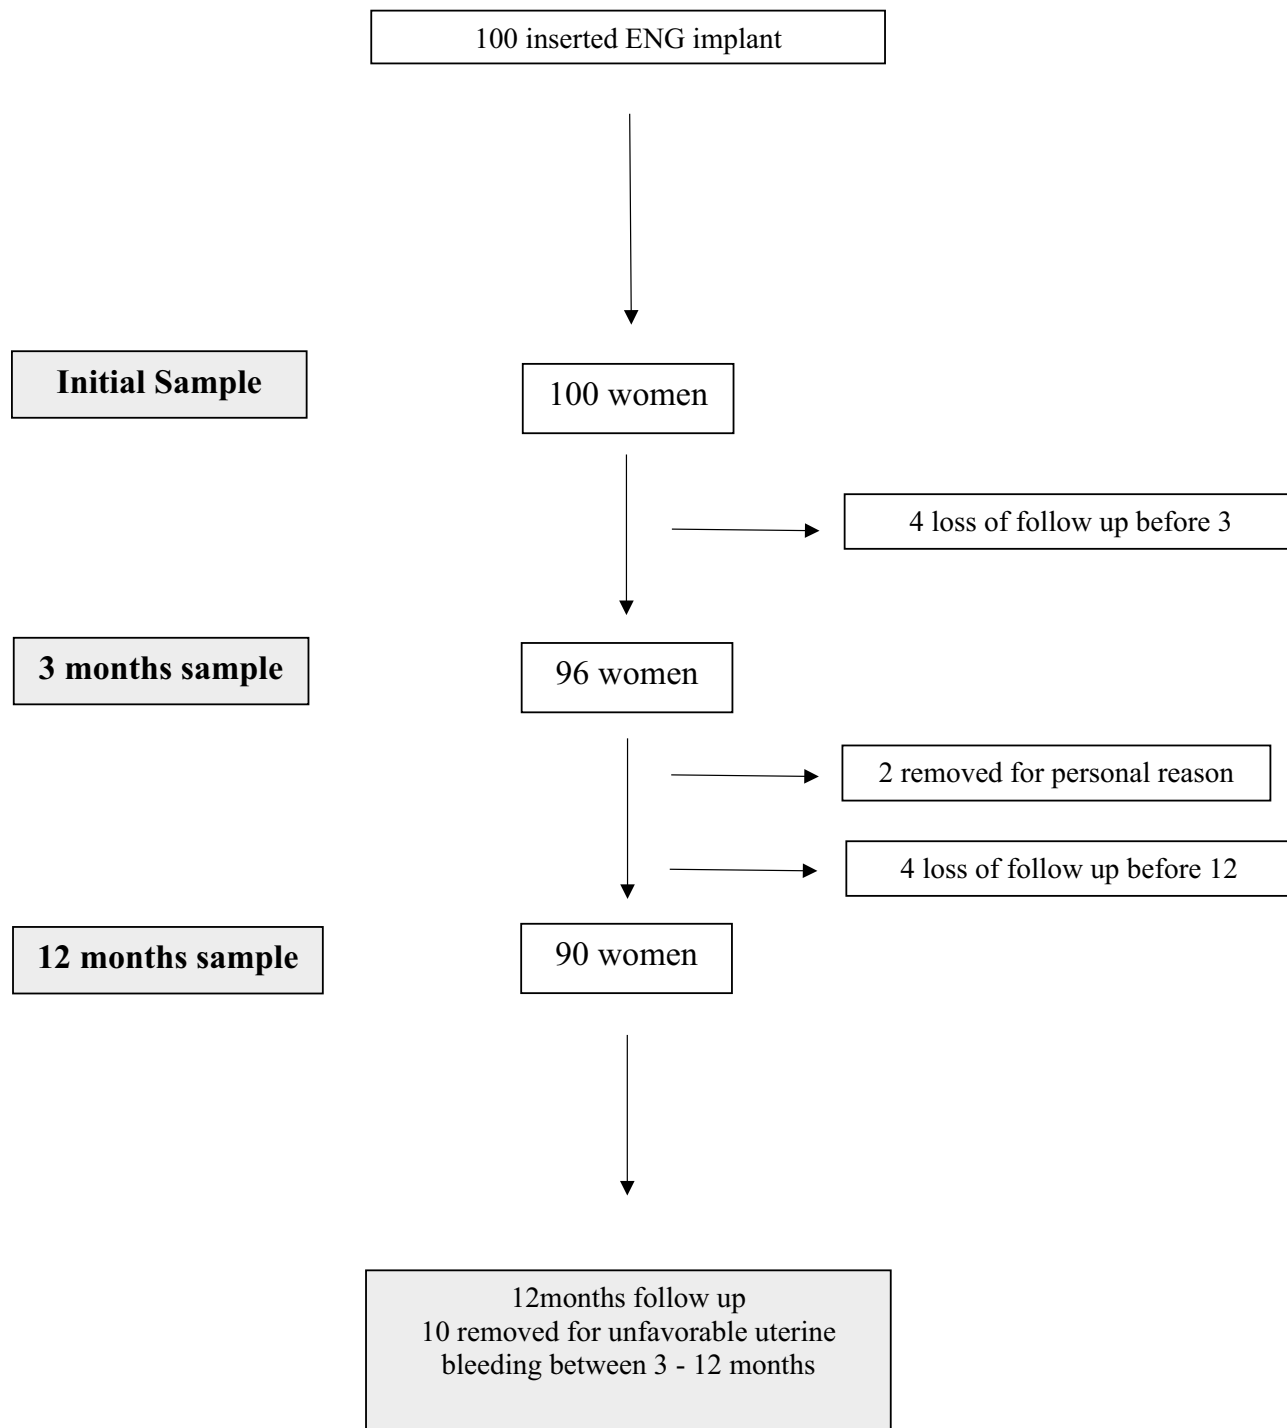 100 inserted ENG implant
Initial Sample
100 women
4 loss of follow up before 3
3 months sample
96 women
2 removed for personal reason
4 loss of follow up before 12
12 months sample
90 women
12months follow up
10 removed for unfavorable uterine
bleeding between 3 - 12 months